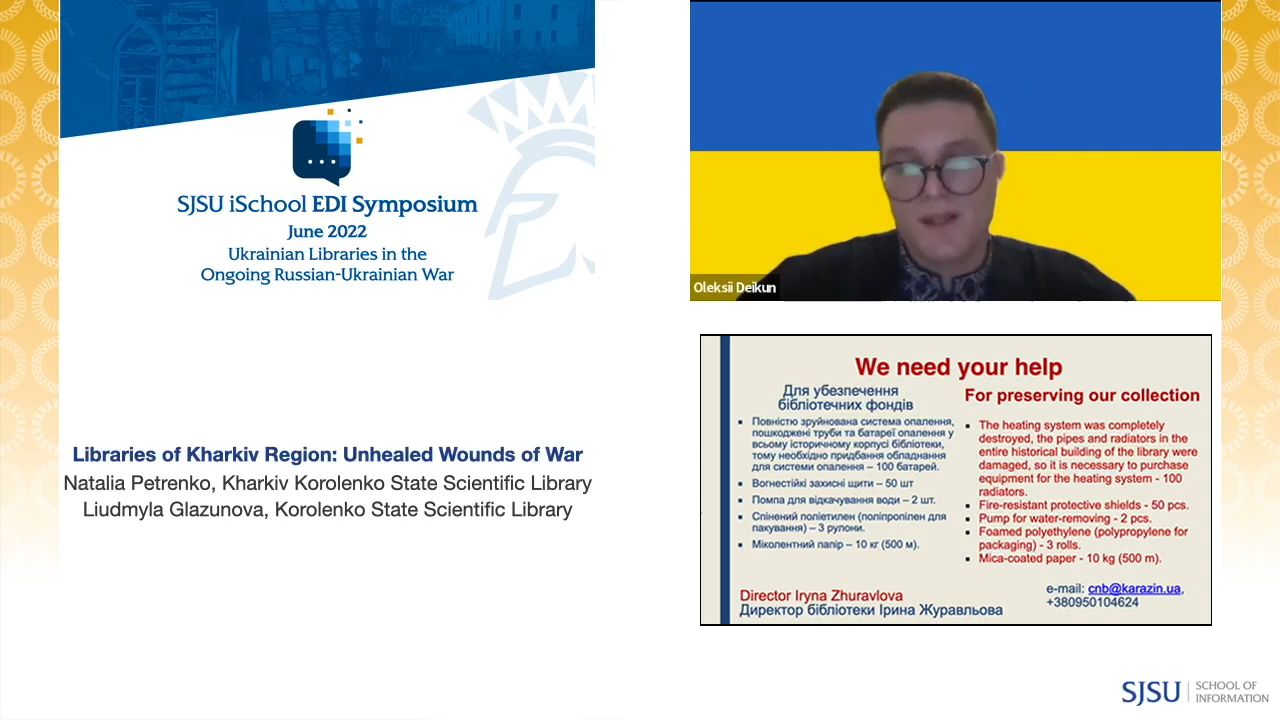 SJSU iSchool EDI Symposium
June 2022
Ukrainian Libraries in the
Ongoing Russian-Ukrainian War
Libraries of Kharkiv Region: Unhealed Wounds of War
Natalia Petrenko, Kharkiv Korolenko State Scientific Library
Liudmyla Glazunova, Korolenko State Scientific Library
Oleksii Deikun
We need your help
Для убезпечення
бібліотечних фондів
▪ Повністю зруйнована система опалення,
пошкоджені труби та батареї опалення у
всьому історичному корпусі бібліотеки,
тому необхідно придбання обладнання
для системи опалення – 100 батарей.
▪ Вогнестійкі захисні щити – 50 шт
▪ Помпа для відкачування води – 2 шт.
▪ Спінений поліетилен (поліпропілен для
пакування) – 3 рулони.
▪ Міколентний папір – 10 кг (500 м).
For preserving our collection
▪ The heating system was completely
destroyed, the pipes and radiators in the
entire historical building of the library were
damaged, so it is necessary to purchase
equipment for the heating system - 100
radiators.
▪ Fire-resistant protective shields - 50 pcs.
▪ Pump for water-removing - 2 pcs.
▪ Foamed polyethylene (polypropylene for
packaging) - 3 rolls.
▪ Mica-coated paper - 10 kg (500 m).
Director Iryna Zhuravlova
Директор бібліотеки Ірина Журавльова
e-mail: cnb@karazin.ua,
+380950104624
SJSU | SCHOOL OF
INFORMATION